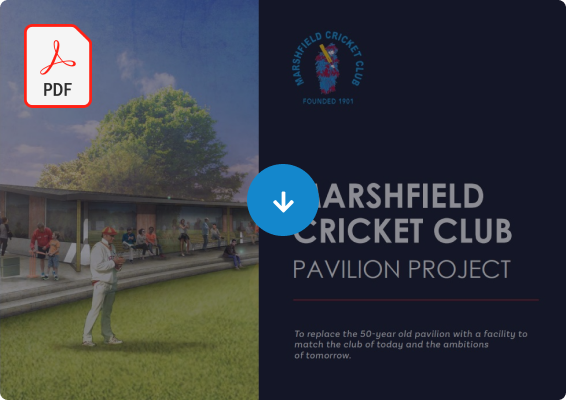 PDF
MARSHFIELD CRICKET CLUB
FOUNDED 1901
MARSHFIELD
CRICKET CLUB
PAVILION PROJECT
To replace the 50-year old pavilion with a facility to
match the club of today and the ambitions
of tomorrow.